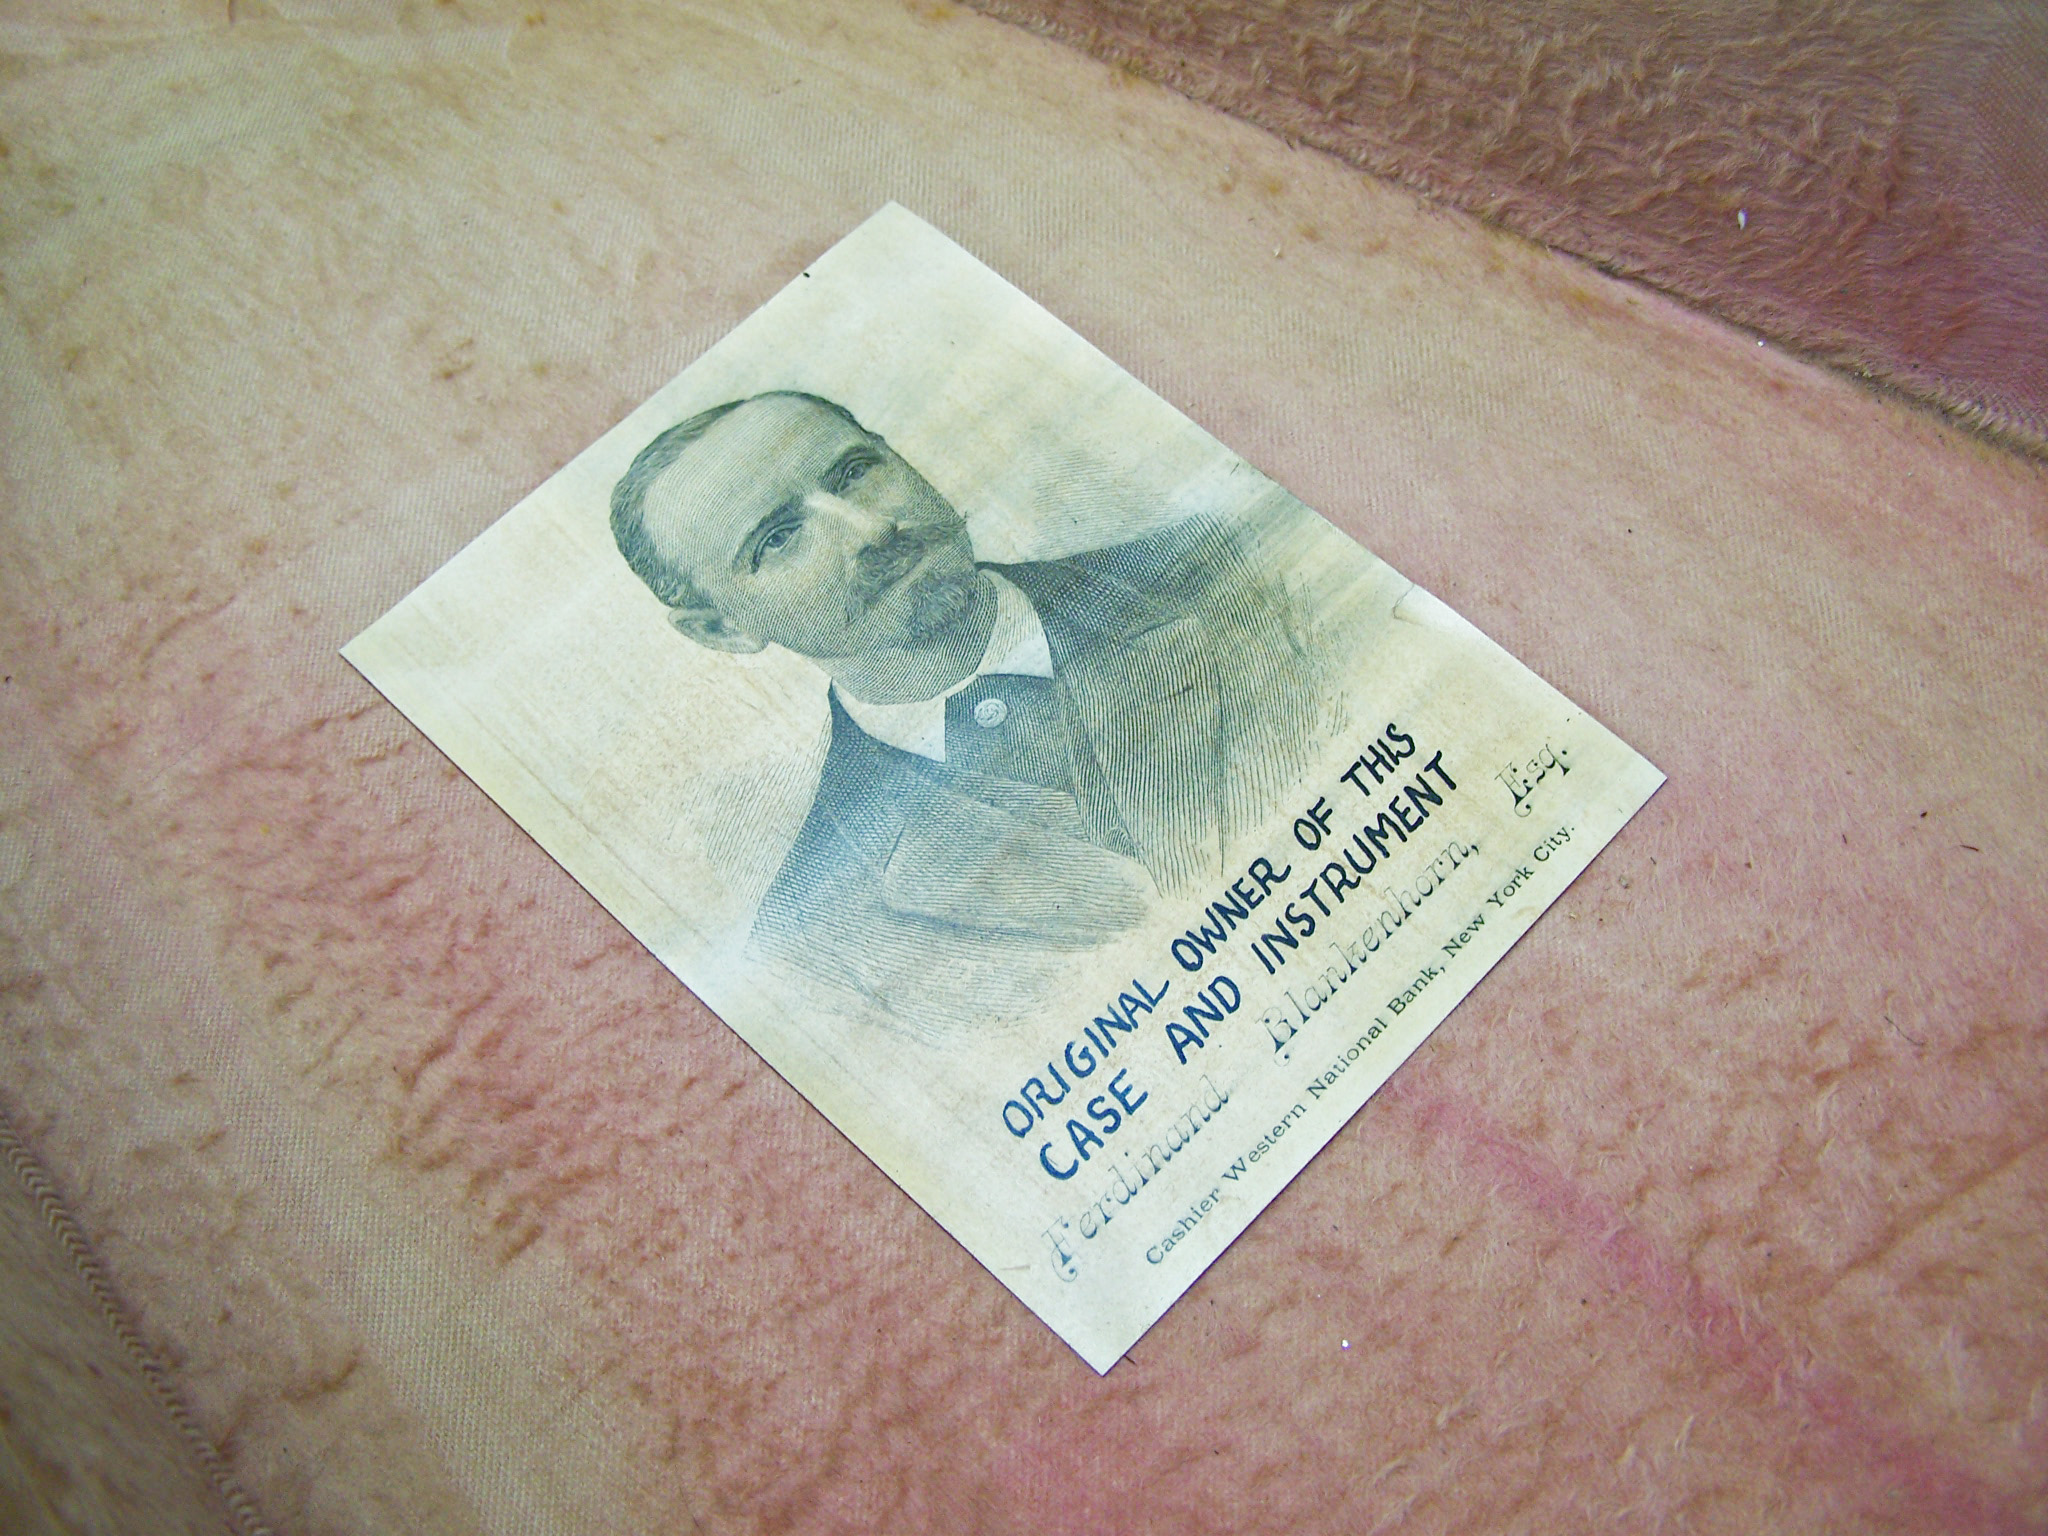 ORIGINAL OWNER OF THIS
CASE AND INSTRUMENT
Ferdinand Blankenhorn, Esq.
Cashier Western National Bank, New York City.